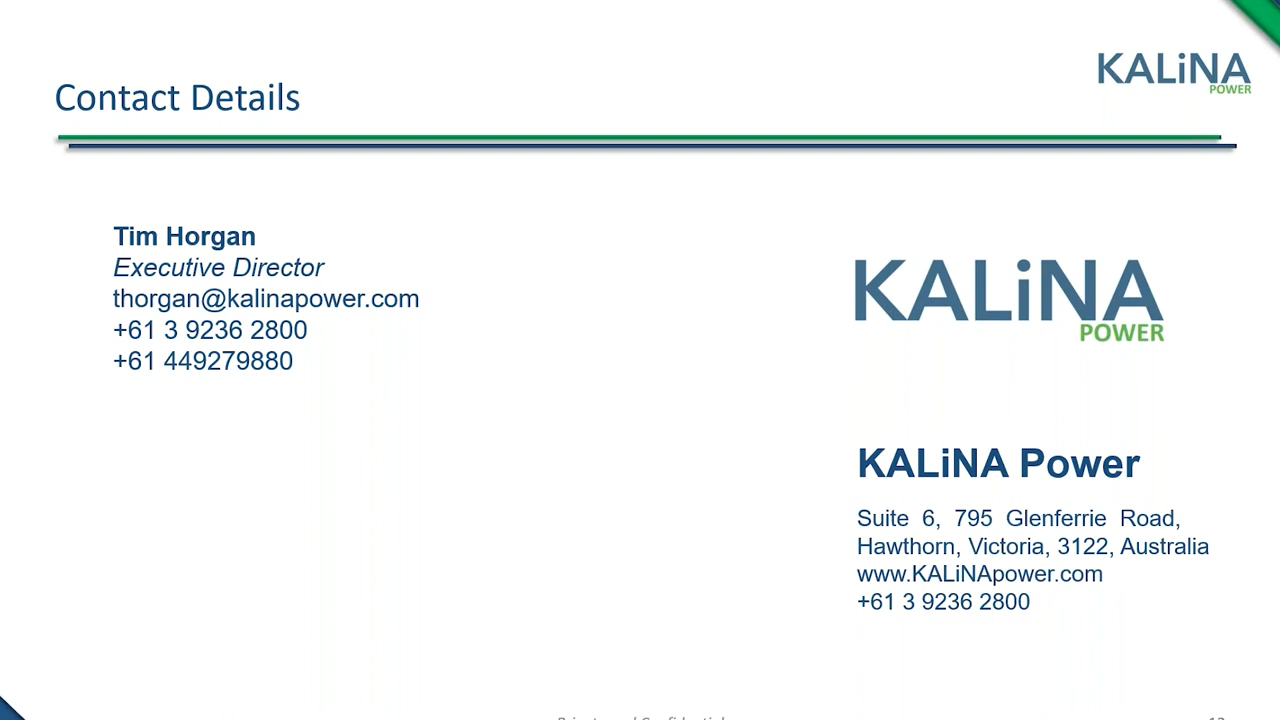 KALiNA
POWER
Contact Details
Tim Horgan
Executive Director
thorgan@kalinapower.com
+61 3 9236 2800
+61 449279880
KALiNA
POWER
KALiNA Power
Suite 6, 795 Glenferrie Road,
Hawthorn, Victoria, 3122, Australia
www.KALiNApower.com
+61 3 9236 2800